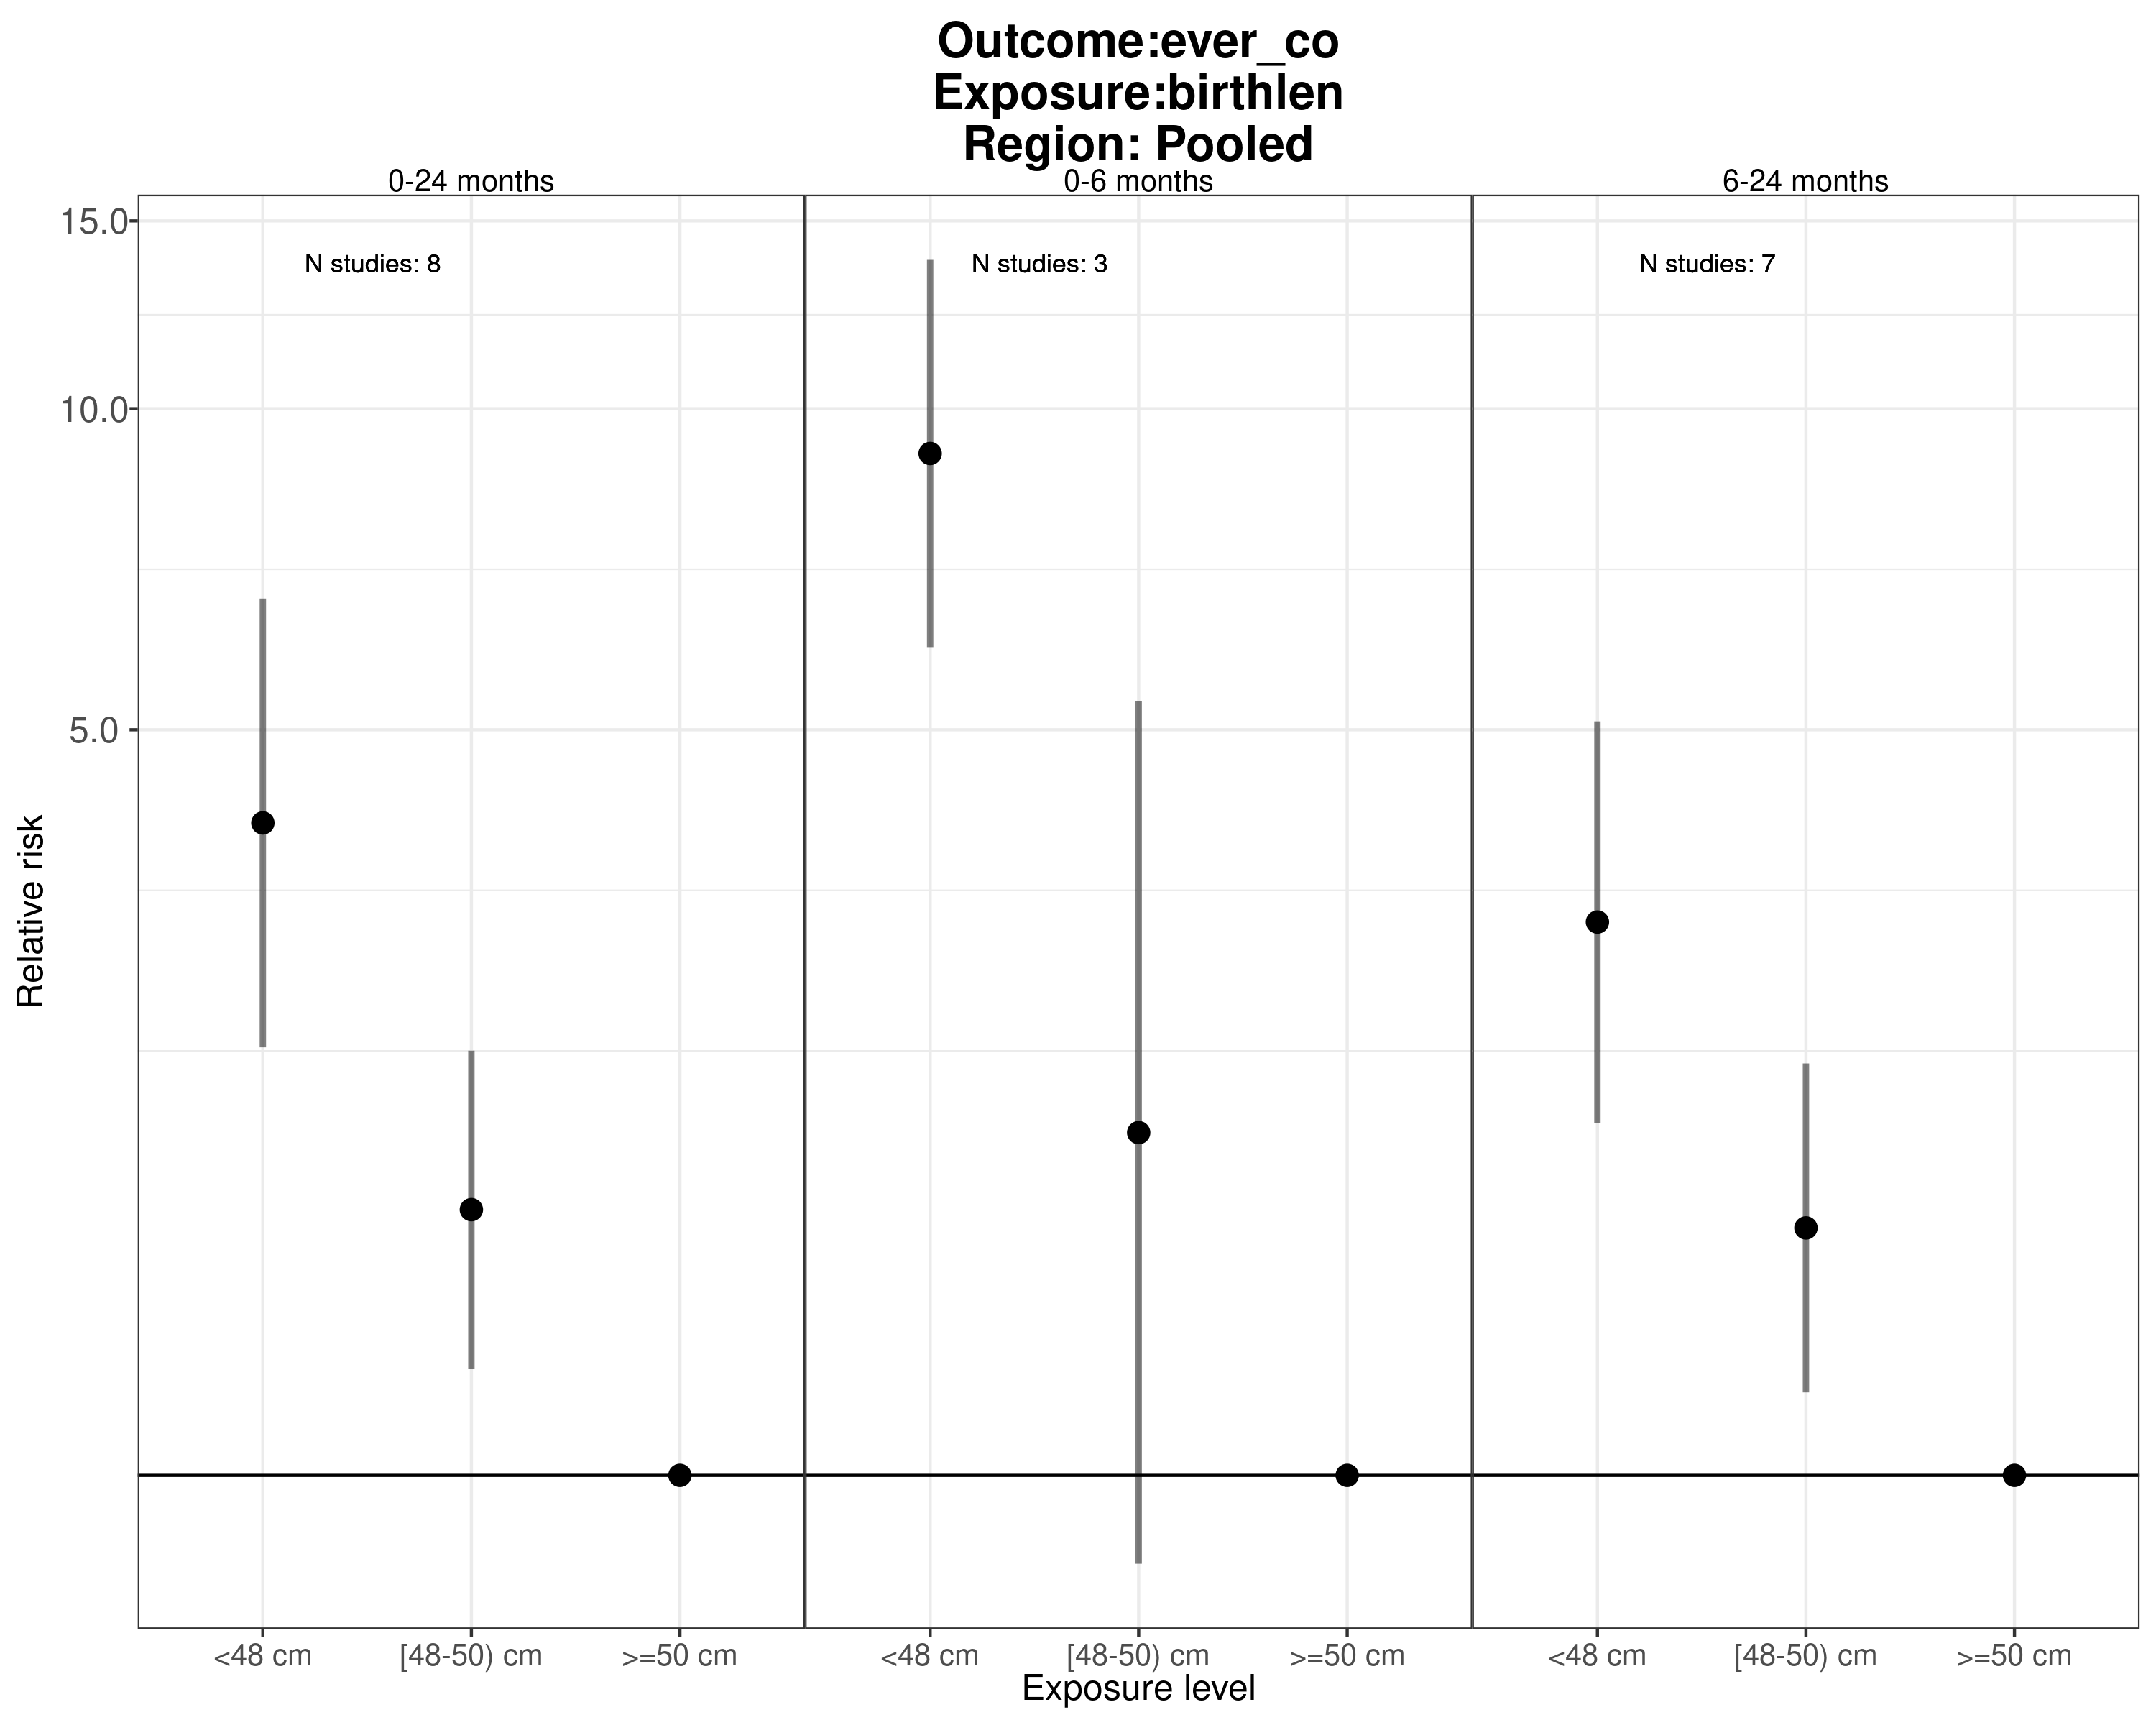 Outcome:ever_co
Exposure:birthlen
Region: Pooled
0-24 months 0-6 months 6-24 months
N studies: 8 N studies: 3 N studies: 7
15.0
10.0
5.0
Relative risk
<48 cm [48-50) cm >=50 cm <48 cm [48-50) cm >=50 cm <48 cm [48-50) cm >=50 cm
Exposure level